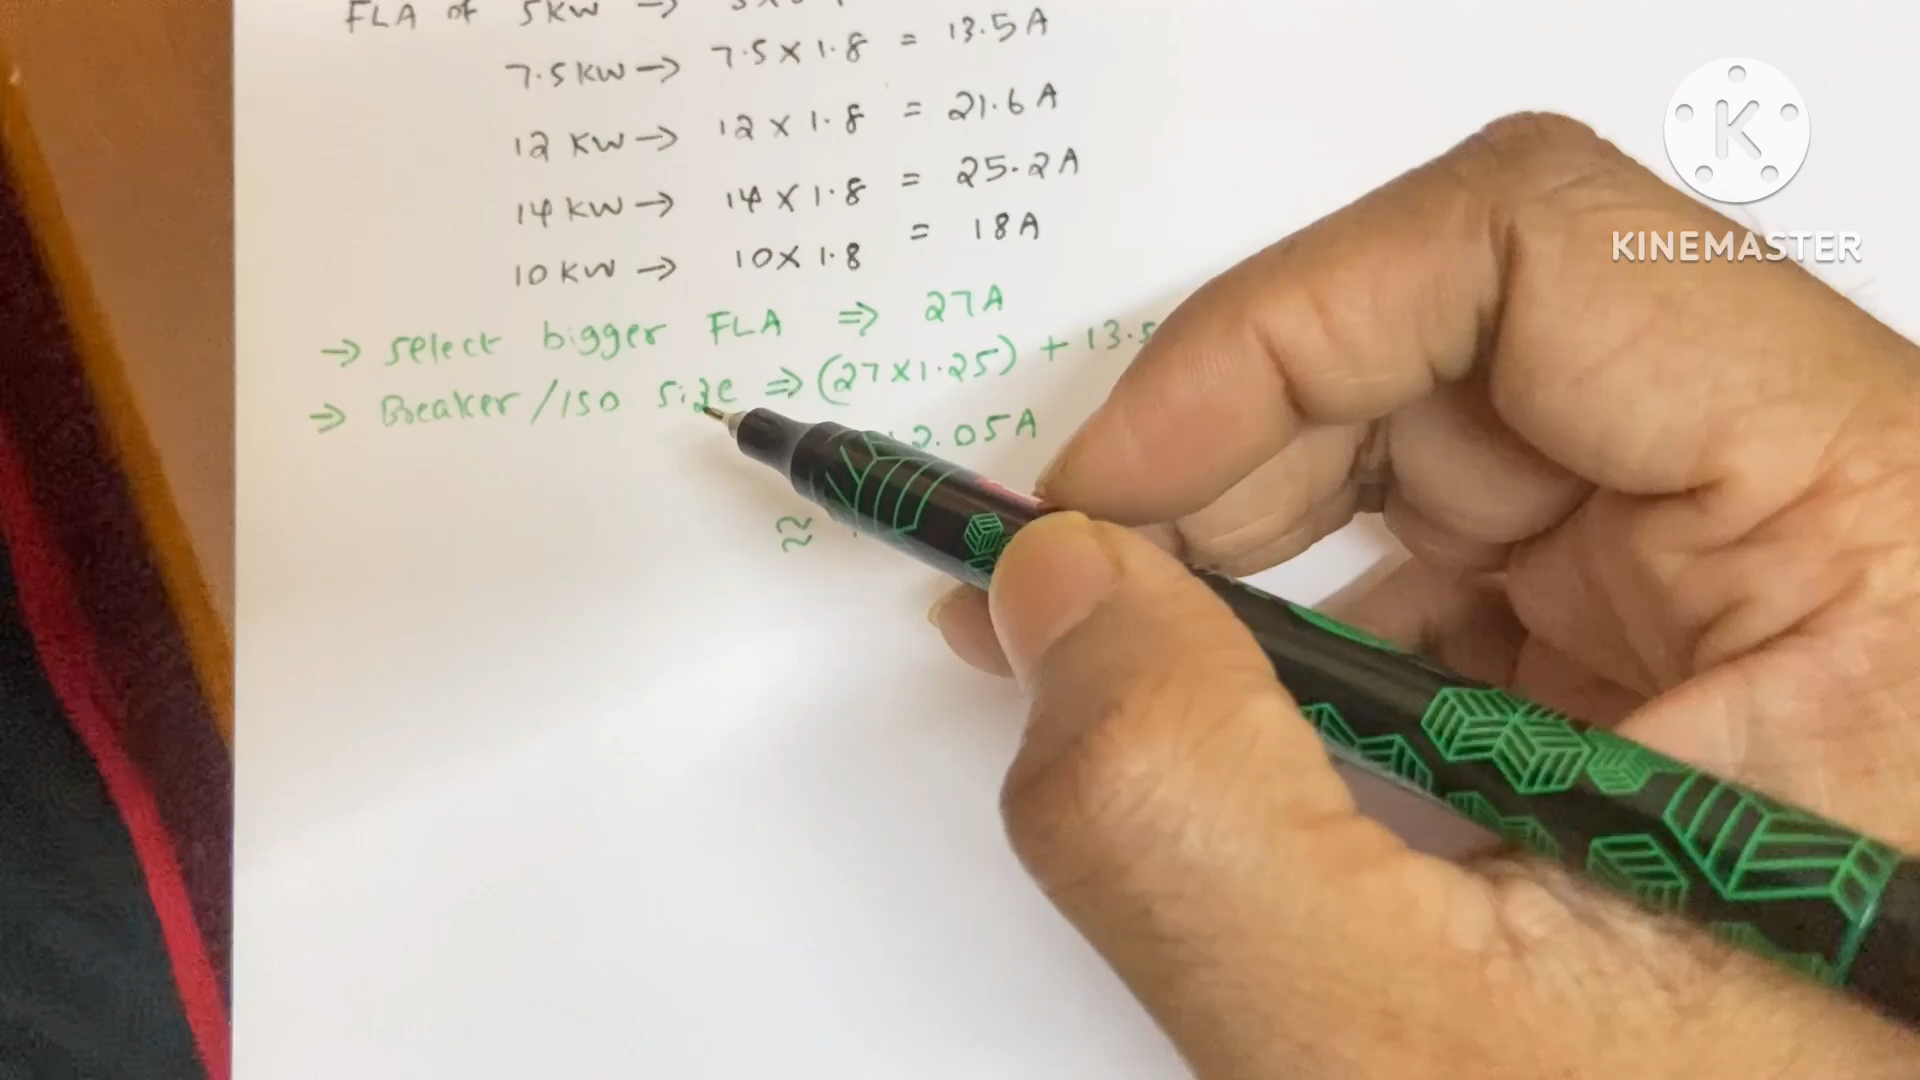 FLA of 5KW →
7.5KW → 7.5 X 1.8 = 13.5A
12 KW → 12 X 1.8 = 21.6 A
14 KW → 14 X 1.8 = 25.2A
10 KW → 10 X 1.8 = 18A
→ select bigger FLA ⇒ 27A
→ Breaker /ISO size ⇒ (27 X 1.25) + 13.5
2.05A
≈
K
KINEMASTER